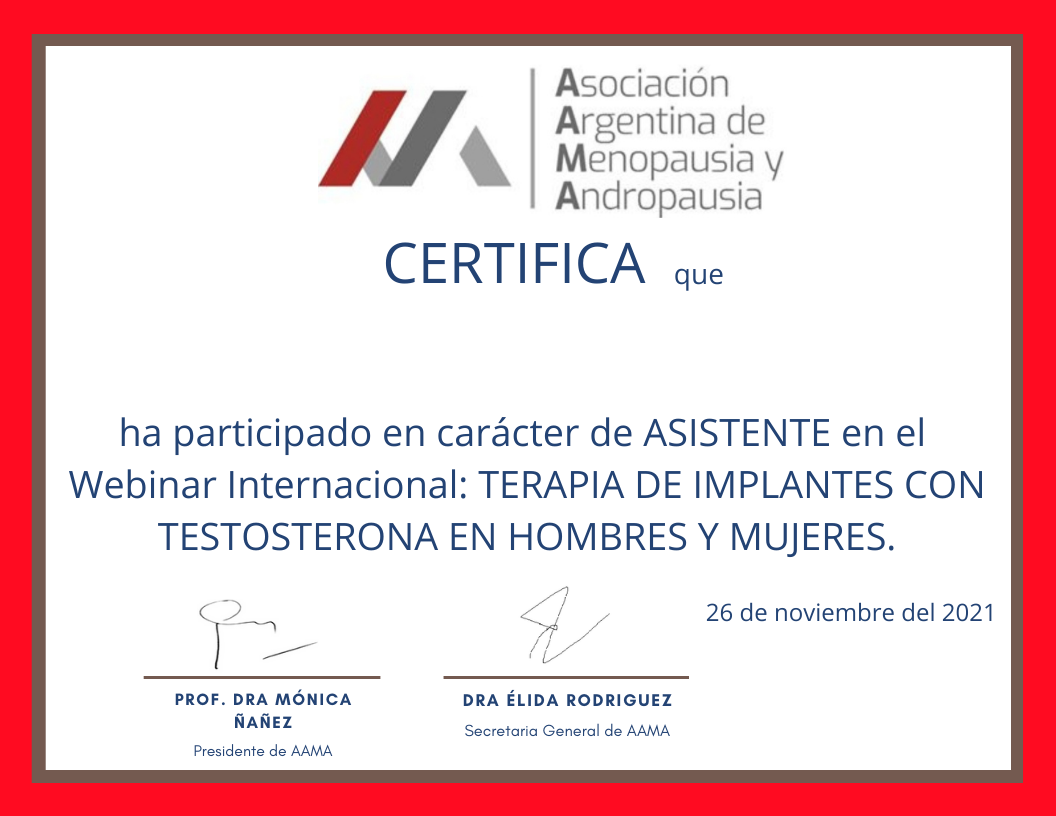 Asociación
Argentina de
Menopausia y
Andropausia
CERTIFICA que
ha participado en carácter de ASISTENTE en el
Webinar Internacional: TERAPIA DE IMPLANTES CON
TESTOSTERONA EN HOMBRES Y MUJERES.
26 de noviembre del 2021
PROF. DRA MÓNICA
ÑAÑEZ
Presidente de AAMA
DRA ÉLIDA RODRIGUEZ
Secretaria General de AAMA